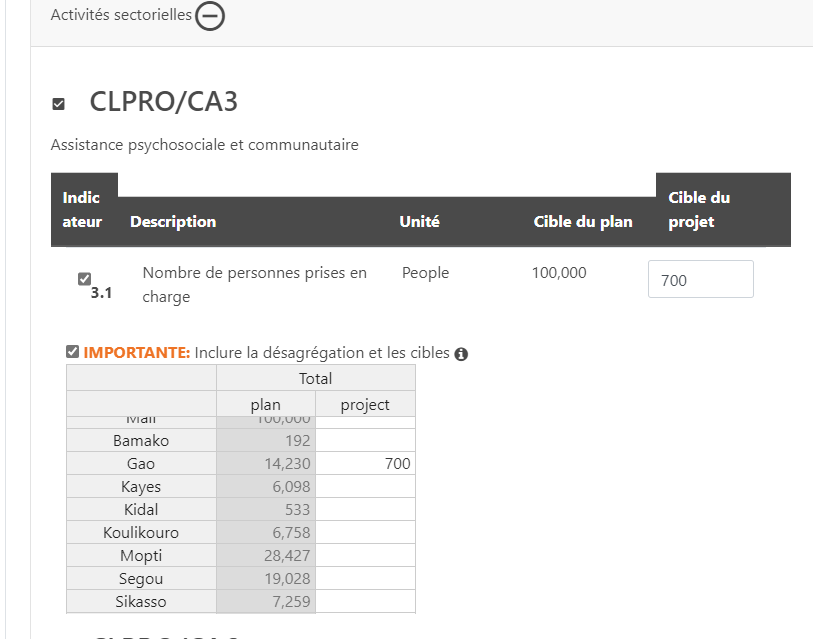 Activités sectorielles
CLPRO/CA3
Assistance psychosociale et communautaire
Indic
ateur Description Unité Cible du plan Cible du
projet
3.1 Nombre de personnes prises en
charge People 100,000 700
IMPORTANTE: Inclure la désagrégation et les cibles
Total
plan project
Mali 100,000
Bamako 192
Gao 14,230 700
Kayes 6,098
Kidal 533
Koulikouro 6,758
Mopti 28,427
Segou 19,028
Sikasso 7,259